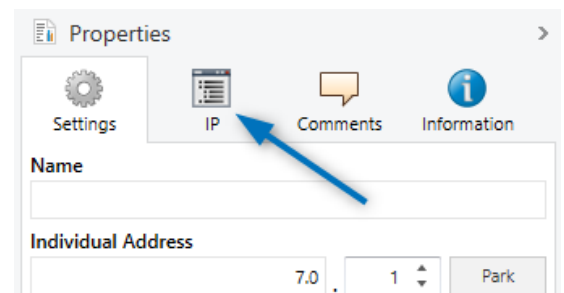 Properties
Settings IP Comments Information
Name
Individual Address
7.0 . 1 Park